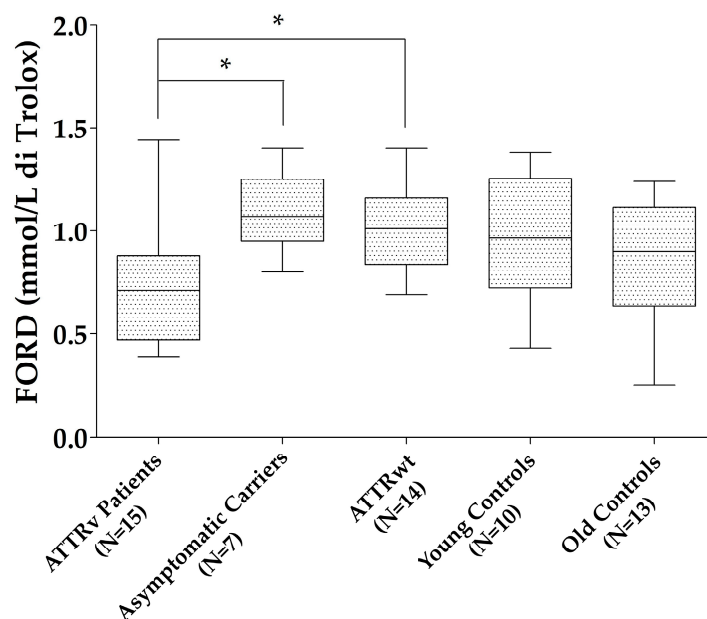 FORD (mmol/L di Trolox)
2.0
1.5
1.0
0.5
0.0
*
*
ATTRv Patients
(N=15)
Asymptomatic Carriers
(N=7)
ATTRwt
(N=14)
Young Controls
(N=10)
Old Controls
(N=13)